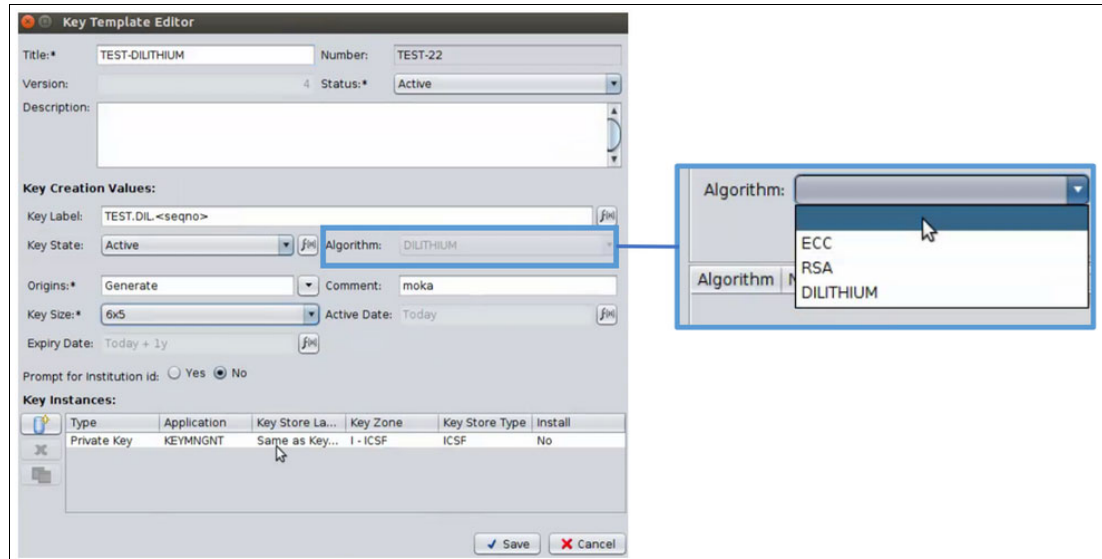 Key Template Editor
Title:* TEST-DILITHIUM Number: TEST-22
Version: 4 Status:* Active
Description:
Key Creation Values:
Key Label: TEST.DIL.<seqno> f(x)
Key State: Active f(x) Algorithm: DILITHIUM
Origins:* Generate Comment: moka
Key Size:* 6x5 Active Date: Today f(x)
Expiry Date: Today + 1y f(x)
Prompt for Institution id: Yes No
Key Instances:
Type Application Key Store La... Key Zone Key Store Type Install
Private Key KEYMNGNT Same as Key... I - ICSF ICSF No
Save Cancel
Algorithm:
ECC
RSA
DILITHIUM
Algorithm